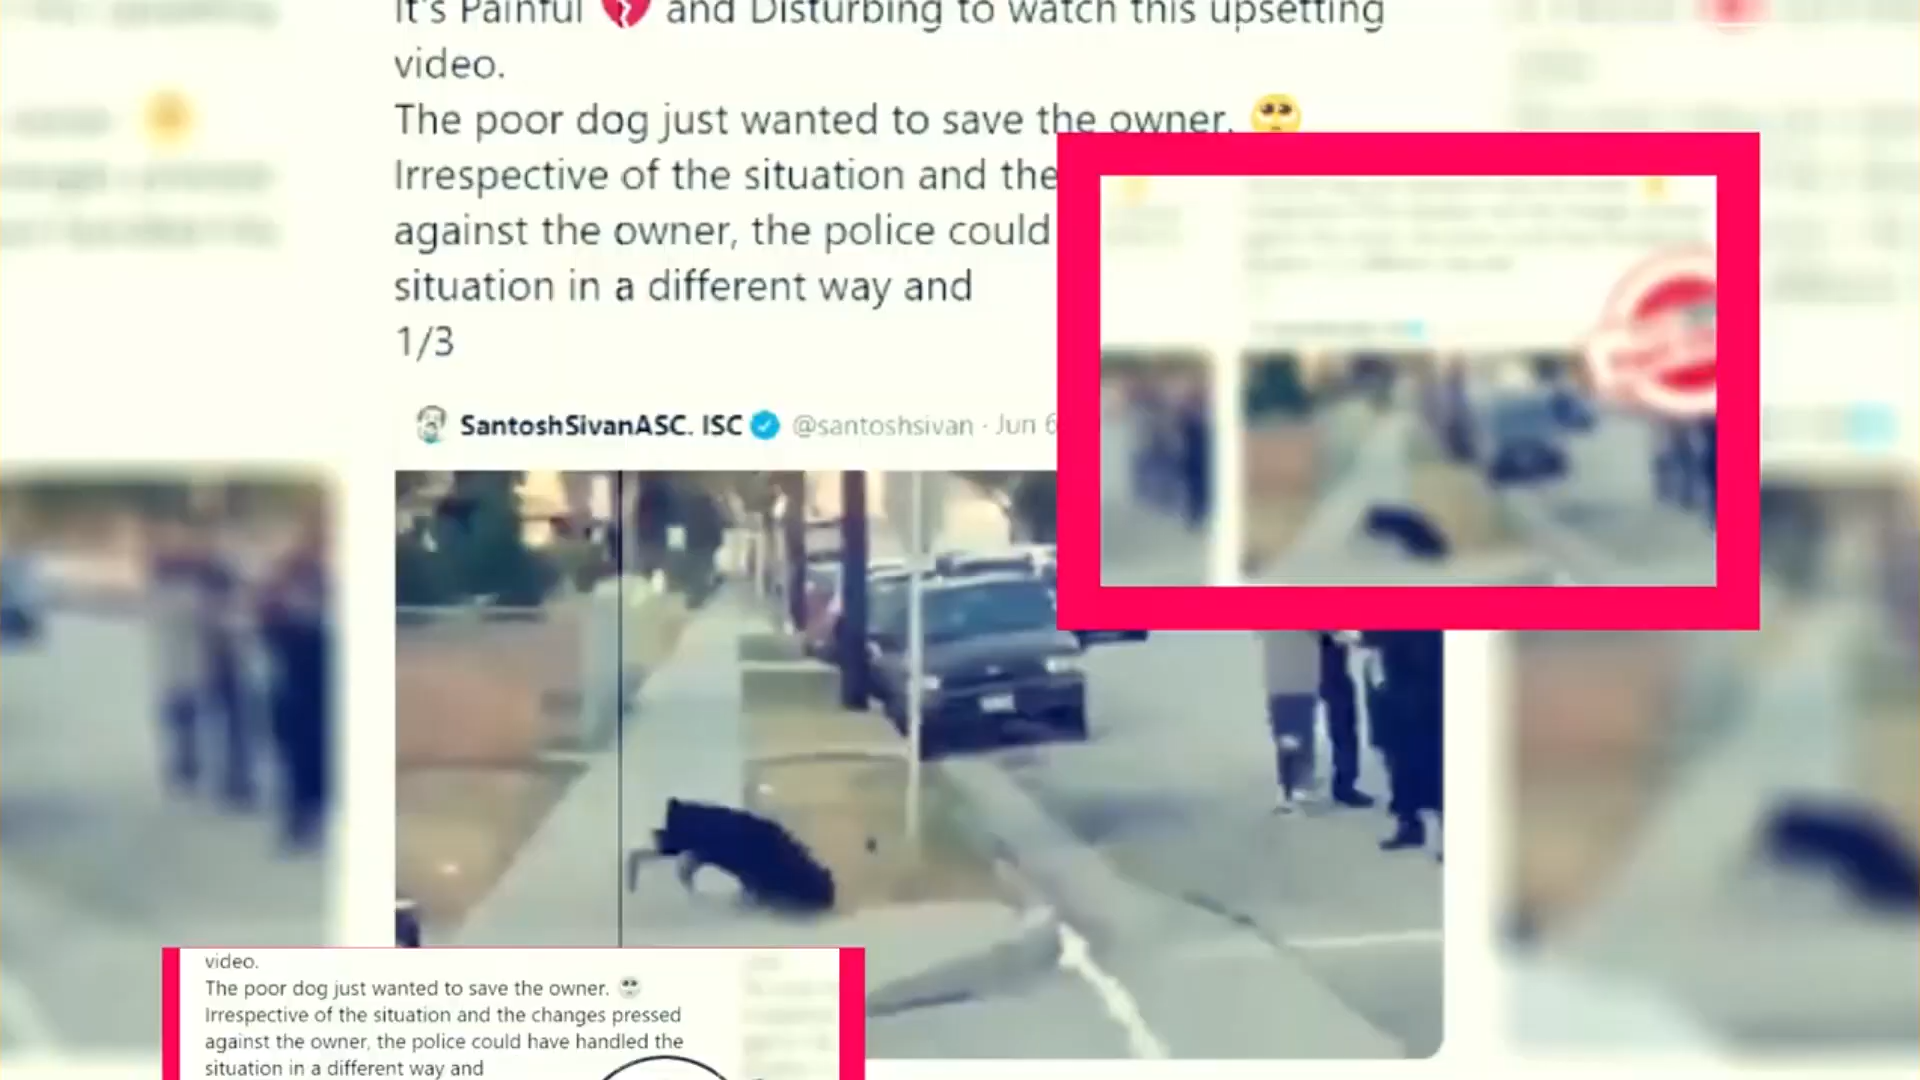 It's Painful 💔 and Disturbing to watch this upsetting
video.
The poor dog just wanted to save the owner. 🥺
Irrespective of the situation and the
against the owner, the police could
situation in a different way and
1/3
SantoshSivanASC. ISC @santoshsivan · Jun 6
video.
The poor dog just wanted to save the owner. 🥺
Irrespective of the situation and the changes pressed
against the owner, the police could have handled the
situation in a different way and